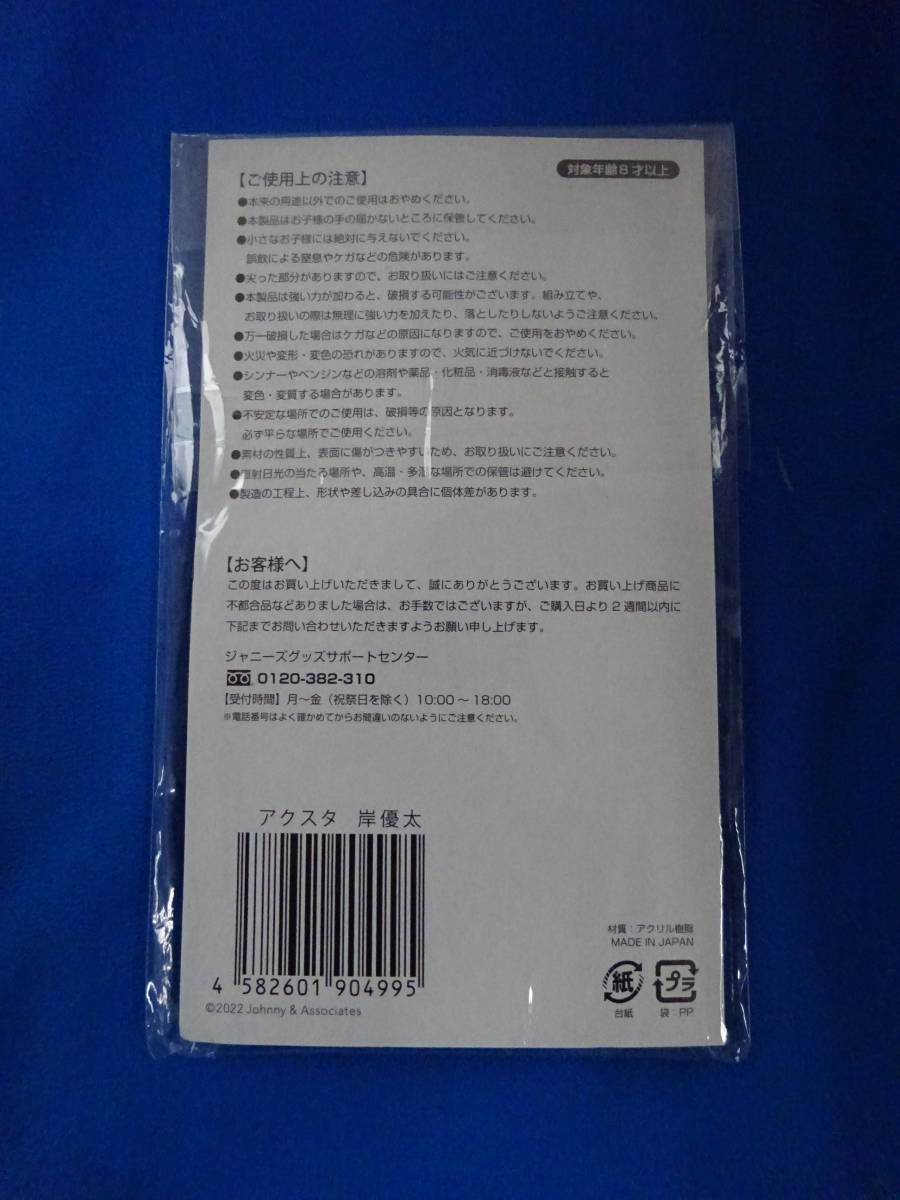 対象年齢8才以上
【ご使用上の注意】
●本来の用途以外でのご使用はおやめください。
●本製品はお子様の手の届かないところに保管してください。
●小さなお子様には絶対に与えないでください。
誤飲による窒息やケガなどの危険があります。
●尖った部分がありますので、お取り扱いにはご注意ください。
●本製品は強い力が加わると、破損する可能性がございます。組み立てや、
お取り扱いの際は無理に強い力を加えたり、落としたりしないようご注意ください。
●万一破損した場合はケガなどの原因になりますので、ご使用をおやめください。
●火災や変形・変色の恐れがありますので、火気に近づけないでください。
●シンナーやベンジンなどの溶剤や薬品・化粧品・消毒液などと接触すると
変色・変質する場合があります。
●不安定な場所でのご使用は、破損等の原因となります。
必ず平らな場所でご使用ください。
●素材の性質上、表面に傷がつきやすいため、お取り扱いにご注意ください。
●直射日光の当たる場所や、高温・多湿な場所での保管は避けてください。
●製造の工程上、形状や差し込みの具合に個体差があります。
【お客様へ】
この度はお買い上げいただきまして、誠にありがとうございます。お買い上げ商品に
不都合品などありました場合は、お手数ではございますが、ご購入日より2週間以内に
下記までお問い合わせいただきますようお願い申し上げます。
ジャニーズグッズサポートセンター
0120-382-310
【受付時間】月〜金（祝祭日を除く）10:00〜18:00
※電話番号はよく確かめてからお間違いのないようにご注意ください。
アクスタ 岸優太
4 582601 904995
©2022 Johnny & Associates
材質：アクリル樹脂
MADE IN JAPAN
紙 プラ
台紙 袋：PP